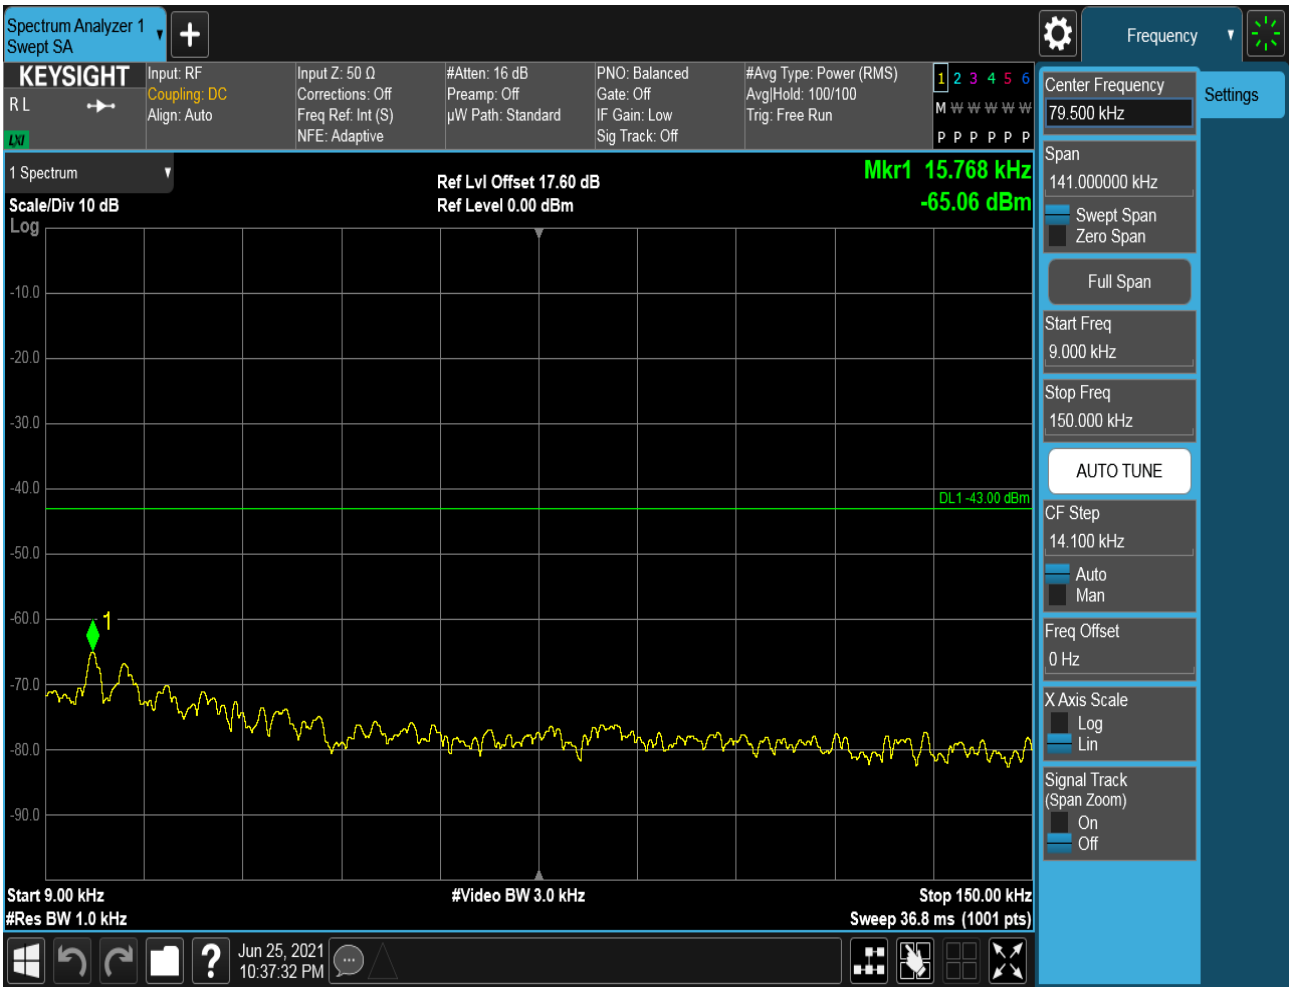 Spectrum Analyzer 1
Swept SA
Frequency
KEYSIGHT
R L
LXI
Input: RF
Coupling: DC
Align: Auto
Input Z: 50 Ω
Corrections: Off
Freq Ref: Int (S)
NFE: Adaptive
#Atten: 16 dB
Preamp: Off
µW Path: Standard
PNO: Balanced
Gate: Off
IF Gain: Low
Sig Track: Off
#Avg Type: Power (RMS)
Avg|Hold: 100/100
Trig: Free Run
1 2 3 4 5 6
M W W W W W
P P P P P P
1 Spectrum
Scale/Div 10 dB
Log
Ref Lvl Offset 17.60 dB
Ref Level 0.00 dBm
Mkr1 15.768 kHz
-65.06 dBm
-10.0
-20.0
-30.0
-40.0
DL1 -43.00 dBm
-50.0
-60.0
1
-70.0
-80.0
-90.0
Start 9.00 kHz
#Res BW 1.0 kHz
#Video BW 3.0 kHz
Stop 150.00 kHz
Sweep 36.8 ms (1001 pts)
Center Frequency
79.500 kHz
Settings
Span
141.000000 kHz
Swept Span
Zero Span
Full Span
Start Freq
9.000 kHz
Stop Freq
150.000 kHz
AUTO TUNE
CF Step
14.100 kHz
Auto
Man
Freq Offset
0 Hz
X Axis Scale
Log
Lin
Signal Track
(Span Zoom)
On
Off
?
Jun 25, 2021
10:37:32 PM